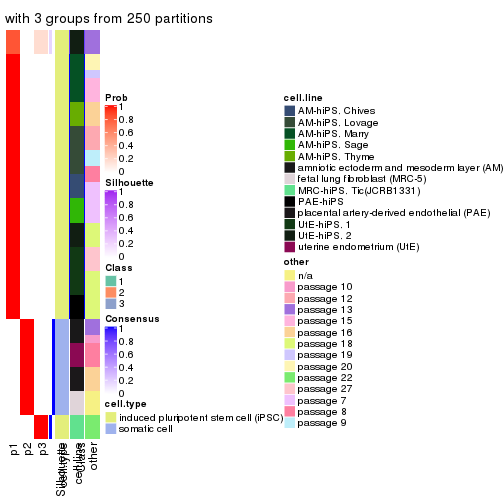 with 3 groups from 250 partitions
Prob
1
0.8
0.6
0.4
0.2
0
Silhouette
1
0.8
0.6
0.4
0.2
0
Class
1
2
3
Consensus
1
0.8
0.6
0.4
0.2
0
cell.type
induced pluripotent stem cell (iPSC)
somatic cell
cell.line
AM-hiPS. Chives
AM-hiPS. Lovage
AM-hiPS. Marry
AM-hiPS. Sage
AM-hiPS. Thyme
amniotic ectoderm and mesoderm layer (AM)
fetal lung fibroblast (MRC-5)
MRC-hiPS. Tic(JCRB1331)
PAE-hiPS
placental artery-derived endothelial (PAE)
UtE-hiPS. 1
UtE-hiPS. 2
uterine endometrium (UtE)
other
n/a
passage 10
passage 12
passage 13
passage 15
passage 16
passage 18
passage 19
passage 20
passage 22
passage 27
passage 7
passage 8
passage 9
p1
p2
p3
Silhouette
cell.type
cell.line
Class
other